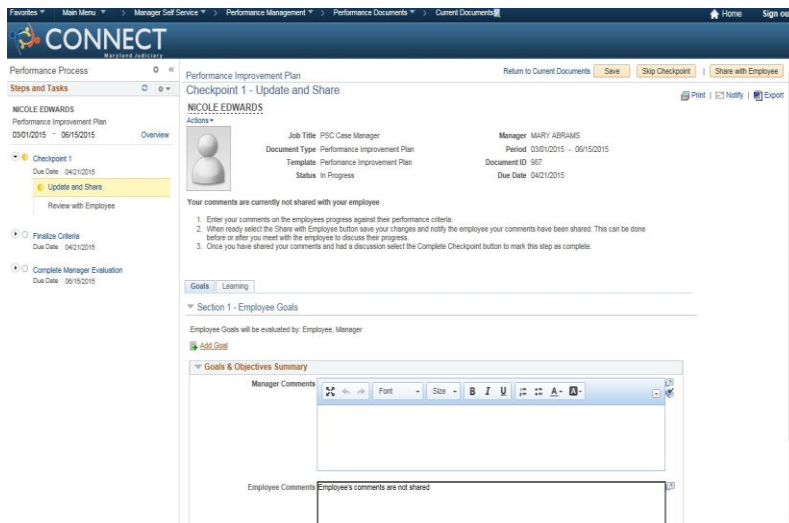 Favorites Main Menu > Manager Self Service > Performance Management > Performance Documents > Current Documents Home Sign ou
CONNECT
Maryland Judiciary
Performance Process
Steps and Tasks
NICOLE EDWARDS
Performance Improvement Plan
03/01/2015 - 06/15/2015 Overview
Checkpoint 1
Due Date 04/21/2015
Update and Share
Review with Employee
Finalize Criteria
Due Date 04/21/2015
Complete Manager Evaluation
Due Date 06/15/2015
Performance Improvement Plan
Return to Current Documents Save Skip Checkpoint | Share with Employee
Checkpoint 1 - Update and Share
Print | Notify | Export
NICOLE EDWARDS
Actions
Job Title PSC Case Manager Manager MARY ABRAMS
Document Type Performance Improvement Plan Period 03/01/2015 - 06/15/2015
Template Perfomance Improvement Plan Document ID 987
Status In Progress Due Date 04/21/2015
Your comments are currently not shared with your employee
1. Enter your comments on the employees progress against their performance criteria.
2. When ready select the Share with Employee button save your changes and notify the employee your comments have been shared. This can be done
before or after you meet with the employee to discuss their progress.
3. Once you have shared your comments and had a discussion select the Complete Checkpoint button to mark this step as complete.
Goals Learning
Section 1 - Employee Goals
Employee Goals will be evaluated by: Employee, Manager
Add Goal
Goals & Objectives Summary
Manager Comments
Font Size B I U A A
Employee Comments Employee's comments are not shared